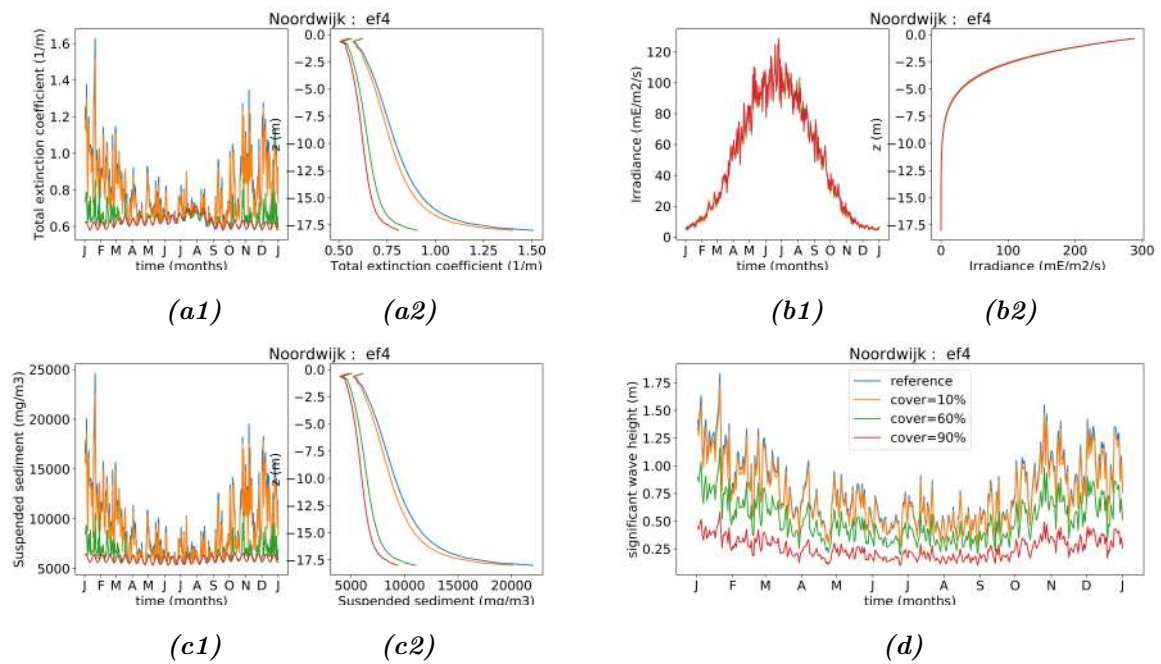 Noordwijk : ef4
Total extinction coefficient (1/m)
1.6
1.4
1.2
1.0
0.8
0.6
J F M A M J J A S O N D J
time (months)
z (m)
0.0
−2.5
−5.0
−7.5
−10.0
−12.5
−15.0
−17.5
0.50 0.75 1.00 1.25 1.50
Total extinction coefficient (1/m)
(a1)
(a2)
Noordwijk : ef4
Irradiance (mE/m2/s)
120
100
80
60
40
20
0
J F M A M J J A S O N D J
time (months)
z (m)
0.0
−2.5
−5.0
−7.5
−10.0
−12.5
−15.0
−17.5
0 100 200 300
Irradiance (mE/m2/s)
(b1)
(b2)
Noordwijk : ef4
Suspended sediment (mg/m3)
25000
20000
15000
10000
5000
J F M A M J J A S O N D J
time (months)
z (m)
0.0
−2.5
−5.0
−7.5
−10.0
−12.5
−15.0
−17.5
5000 10000 15000 20000
Suspended sediment (mg/m3)
(c1)
(c2)
Noordwijk : ef4
significant wave height (m)
1.75
1.50
1.25
1.00
0.75
0.50
0.25
reference
cover=10%
cover=60%
cover=90%
J F M A M J J A S O N D J
time (months)
(d)